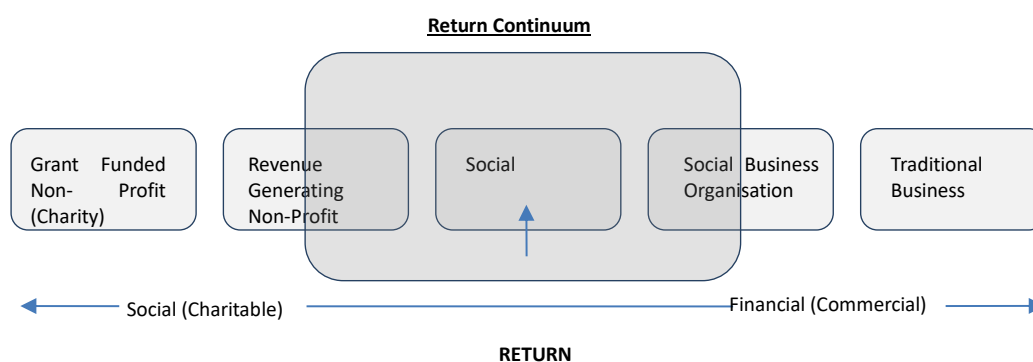 Return Continuum
Grant Funded
Non- Profit
(Charity)
Revenue
Generating
Non-Profit
Social
Social Business
Organisation
Traditional
Business
Social (Charitable)
Financial (Commercial)
RETURN